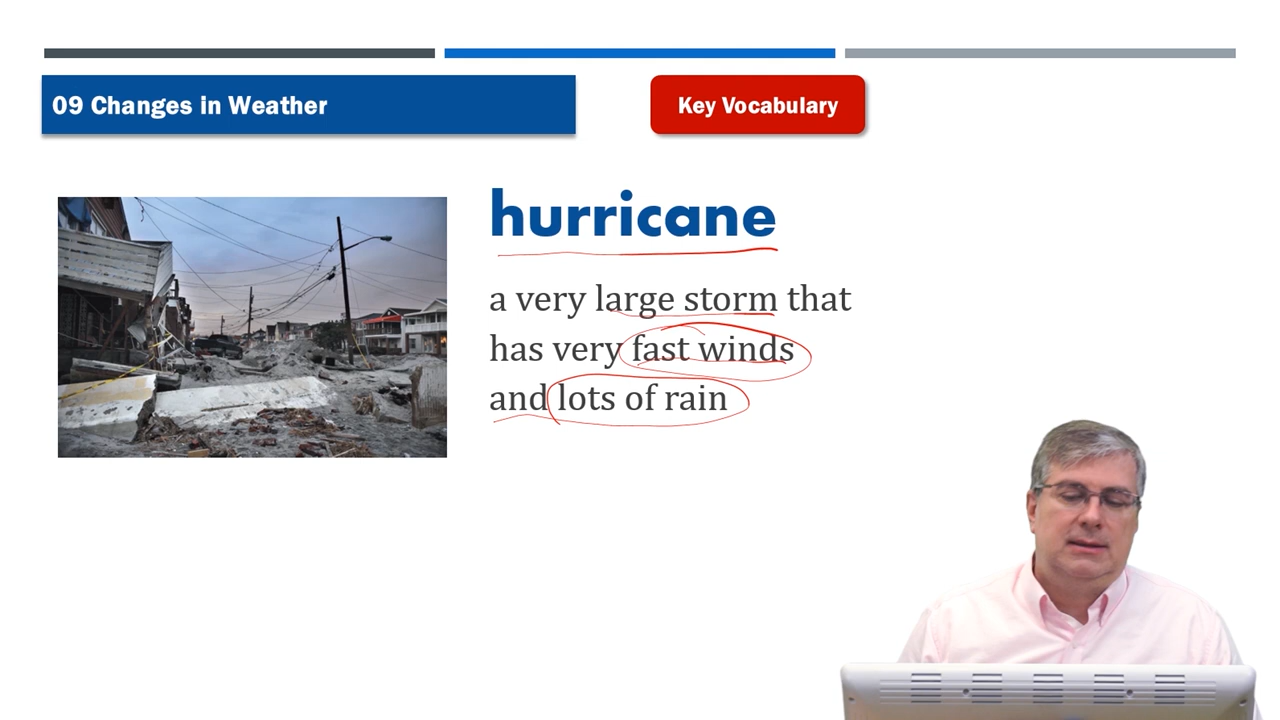 09 Changes in Weather
Key Vocabulary
hurricane
a very large storm that
has very fast winds
and lots of rain